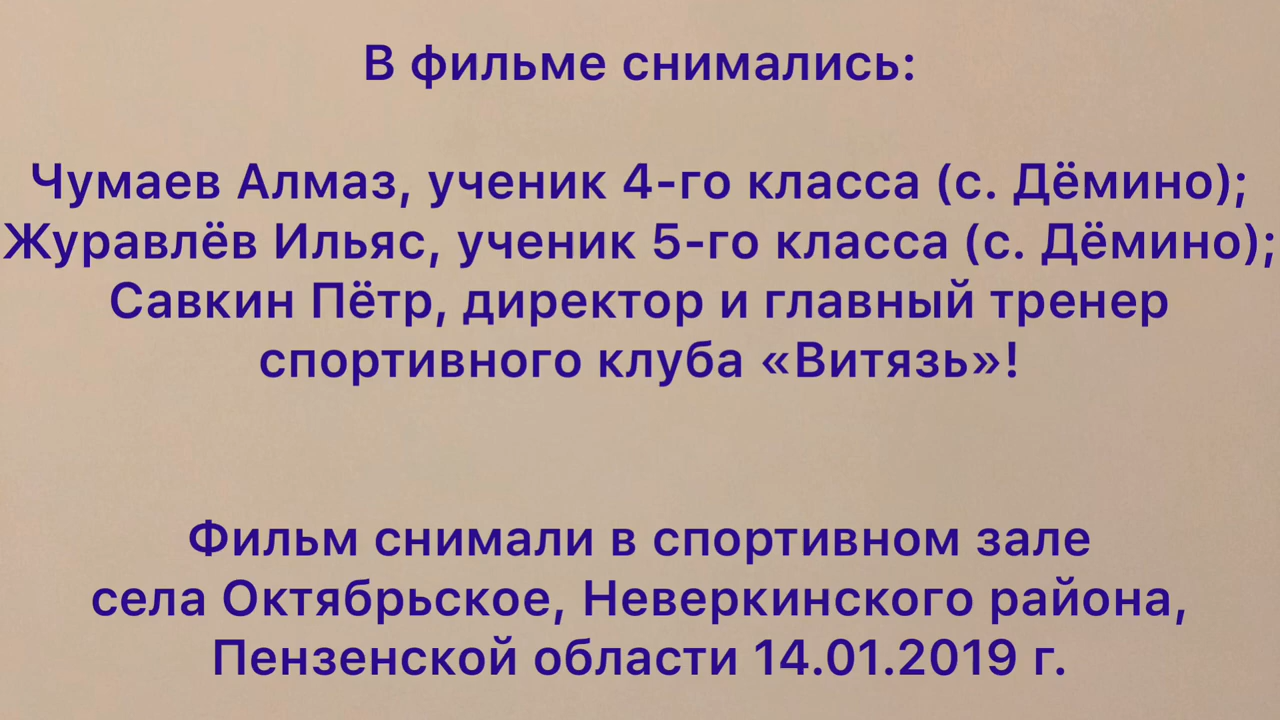 В фильме снимались:
Чумаев Алмаз, ученик 4-го класса (с. Дёмино);
Журавлёв Ильяс, ученик 5-го класса (с. Дёмино);
Савкин Пётр, директор и главный тренер
спортивного клуба «Витязь»!
Фильм снимали в спортивном зале
села Октябрьское, Неверкинского района,
Пензенской области 14.01.2019 г.